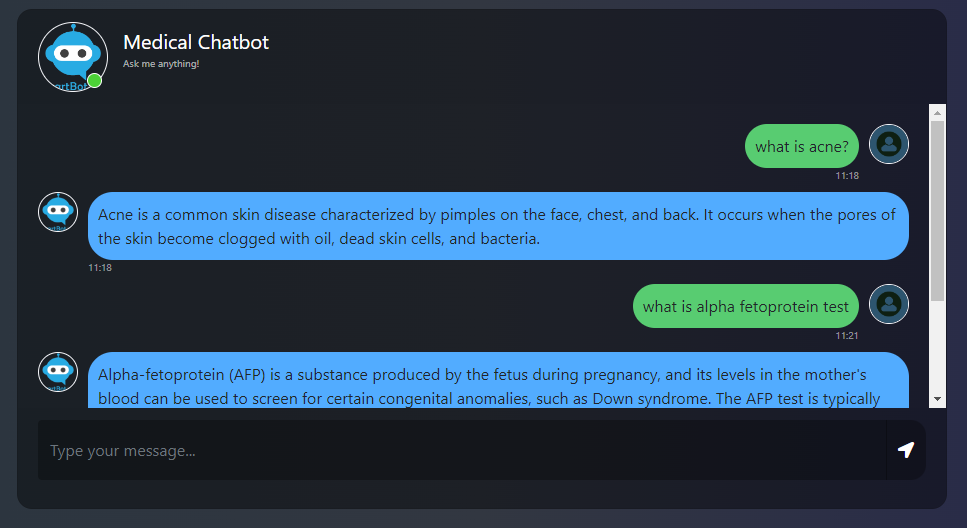 Medical Chatbot
Ask me anything!
artBot
what is acne?
11:18
Acne is a common skin disease characterized by pimples on the face, chest, and back. It occurs when the pores of
the skin become clogged with oil, dead skin cells, and bacteria.
11:18
what is alpha fetoprotein test
11:21
Alpha-fetoprotein (AFP) is a substance produced by the fetus during pregnancy, and its levels in the mother's
blood can be used to screen for certain congenital anomalies, such as Down syndrome. The AFP test is typically
Type your message...